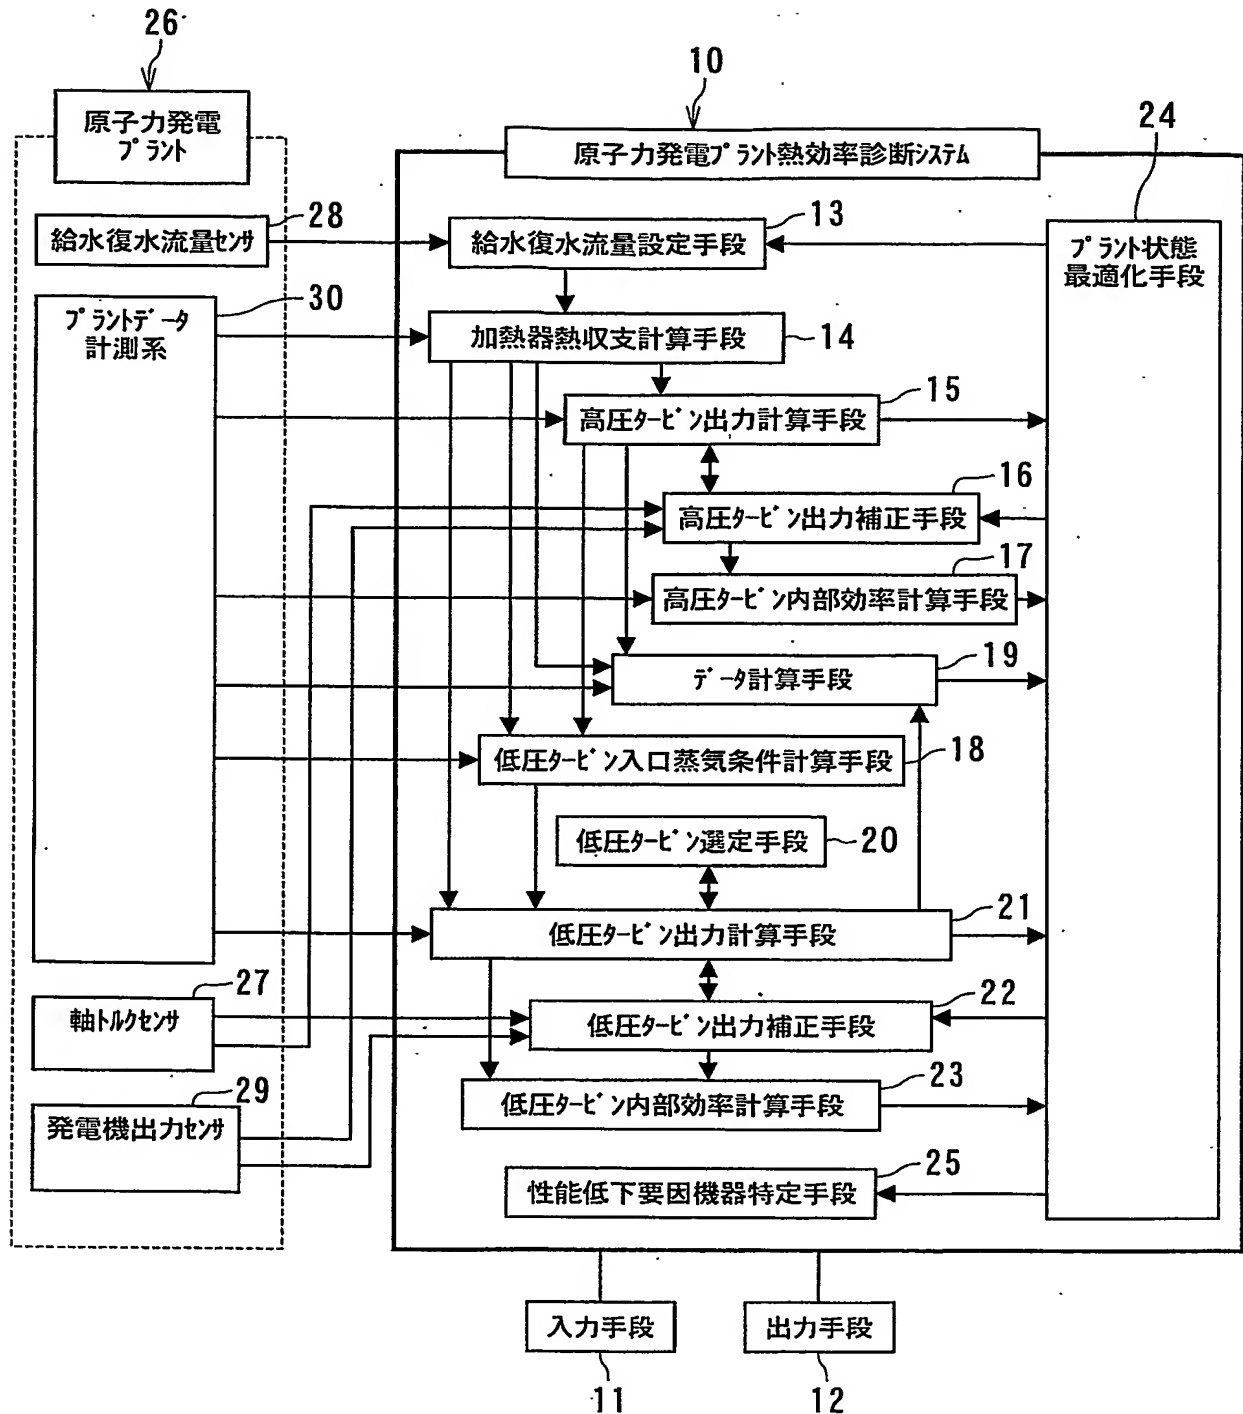 26
原子力発電
プラント
10
原子力発電プラント熱効率診断システム
24
給水復水流量センサ
28
給水復水流量設定手段
13
プラント状態
最適化手段
プラントデータ
計測系
30
加熱器熱収支計算手段
14
高圧タービン出力計算手段
15
高圧タービン出力補正手段
16
高圧タービン内部効率計算手段
17
データ計算手段
19
低圧タービン入口蒸気条件計算手段
18
低圧タービン選定手段
20
低圧タービン出力計算手段
21
軸トルクセンサ
27
低圧タービン出力補正手段
22
発電機出力センサ
29
低圧タービン内部効率計算手段
23
性能低下要因機器特定手段
25
入力手段
出力手段
11
12